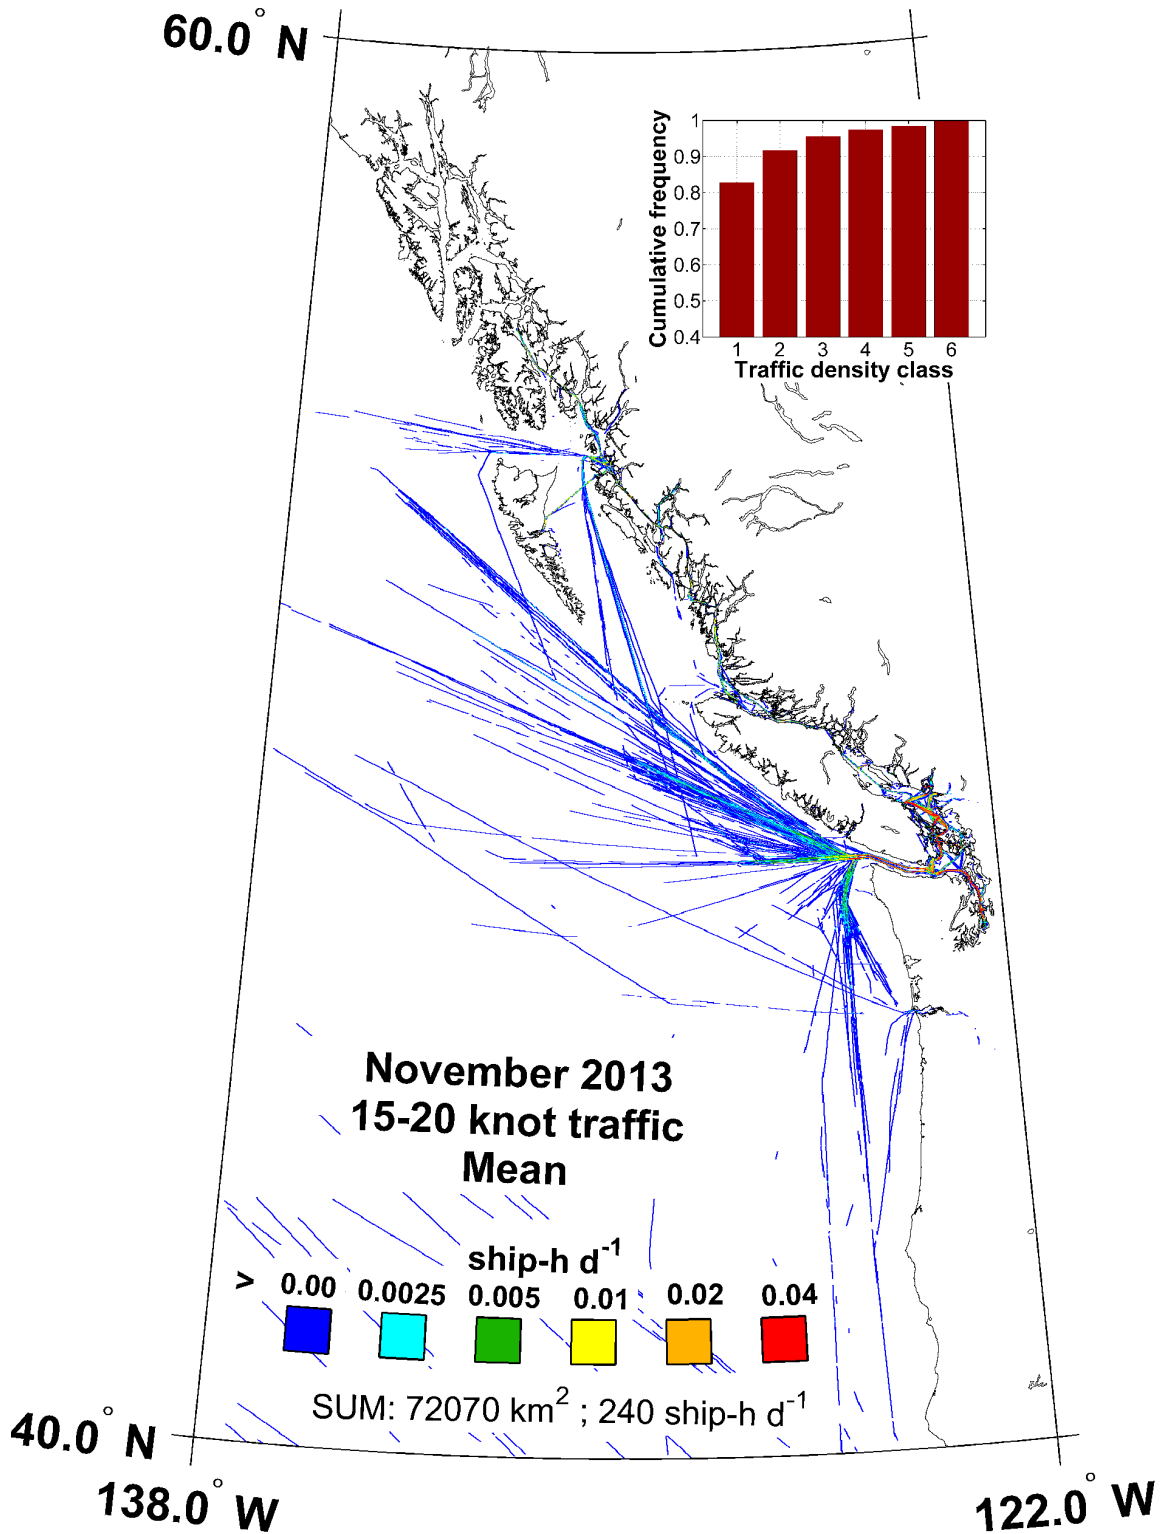 60.0° N
Cumulative frequency
1
0.9
0.8
0.7
0.6
0.5
0.4
1 2 3 4 5 6
Traffic density class
November 2013
15-20 knot traffic
Mean
ship-h d⁻¹
> 0.00 0.0025 0.005 0.01 0.02 0.04
SUM: 72070 km² ; 240 ship-h d⁻¹
40.0° N
138.0° W
122.0° W